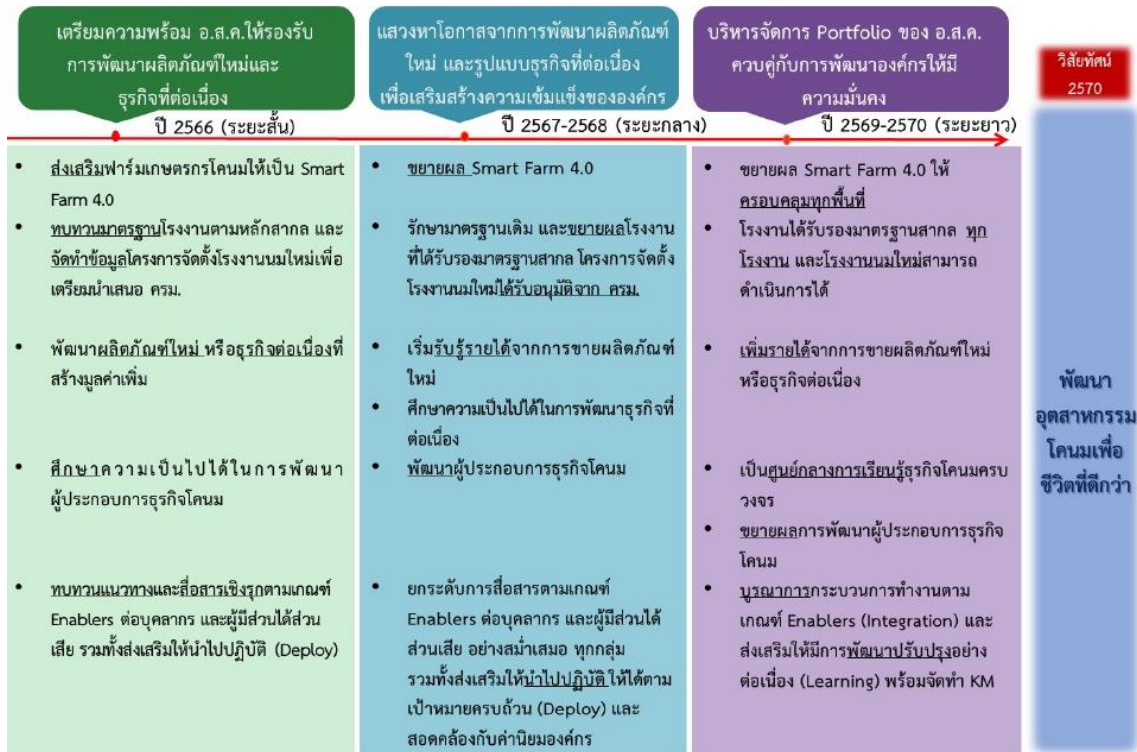 เตรียมความพร้อม อ.ส.ค.ให้รองรับ
การพัฒนาผลิตภัณฑ์ใหม่และ
ธุรกิจที่ต่อเนื่อง
แสวงหาโอกาสจากการพัฒนาผลิตภัณฑ์
ใหม่ และรูปแบบธุรกิจที่ต่อเนื่อง
เพื่อเสริมสร้างความเข้มแข็งขององค์กร
บริหารจัดการ Portfolio ของ อ.ส.ค.
ควบคู่กับการพัฒนาองค์กรให้มี
ความมั่นคง
วิสัยทัศน์
2570
ปี 2566 (ระยะสั้น)
ปี 2567-2568 (ระยะกลาง)
ปี 2569-2570 (ระยะยาว)
• ส่งเสริมฟาร์มเกษตรกรโคนมให้เป็น Smart
Farm 4.0
• ทบทวนมาตรฐานโรงงานตามหลักสากล และ
จัดทำข้อมูลโครงการจัดตั้งโรงงานนมใหม่เพื่อ
เตรียมนำเสนอ ครม.
• พัฒนาผลิตภัณฑ์ใหม่ หรือธุรกิจต่อเนื่องที่
สร้างมูลค่าเพิ่ม
• ศึกษาความเป็นไปได้ในการพัฒนา
ผู้ประกอบการธุรกิจโคนม
• ทบทวนแนวทางและสื่อสารเชิงรุกตามเกณฑ์
Enablers ต่อบุคลากร และผู้มีส่วนได้ส่วน
เสีย รวมทั้งส่งเสริมให้นำไปปฏิบัติ (Deploy)
• ขยายผล Smart Farm 4.0
• รักษามาตรฐานเดิม และขยายผลโรงงาน
ที่ได้รับรองมาตรฐานสากล โครงการจัดตั้ง
โรงงานนมใหม่ได้รับอนุมัติจาก ครม.
• เริ่มรับรู้รายได้จากการขายผลิตภัณฑ์
ใหม่
• ศึกษาความเป็นไปได้ในการพัฒนาธุรกิจที่
ต่อเนื่อง
• พัฒนาผู้ประกอบการธุรกิจโคนม
• ยกระดับการสื่อสารตามเกณฑ์
Enablers ต่อบุคลากร และผู้มีส่วนได้
ส่วนเสีย อย่างสม่ำเสมอ ทุกกลุ่ม
รวมทั้งส่งเสริมให้นำไปปฏิบัติ ให้ได้ตาม
เป้าหมายครบถ้วน (Deploy) และ
สอดคล้องกับค่านิยมองค์กร
• ขยายผล Smart Farm 4.0 ให้
ครอบคลุมทุกพื้นที่
• โรงงานได้รับรองมาตรฐานสากล ทุก
โรงงาน และโรงงานนมใหม่สามารถ
ดำเนินการได้
• เพิ่มรายได้จากการขายผลิตภัณฑ์ใหม่
หรือธุรกิจต่อเนื่อง
• เป็นศูนย์กลางการเรียนรู้ธุรกิจโคนมครบ
วงจร
• ขยายผลการพัฒนาผู้ประกอบการธุรกิจ
โคนม
• บูรณาการกระบวนการทำงานตาม
เกณฑ์ Enablers (Integration) และ
ส่งเสริมให้มีการพัฒนาปรับปรุงอย่าง
ต่อเนื่อง (Learning) พร้อมจัดทำ KM
พัฒนา
อุตสาหกรรม
โคนมเพื่อ
ชีวิตที่ดีกว่า